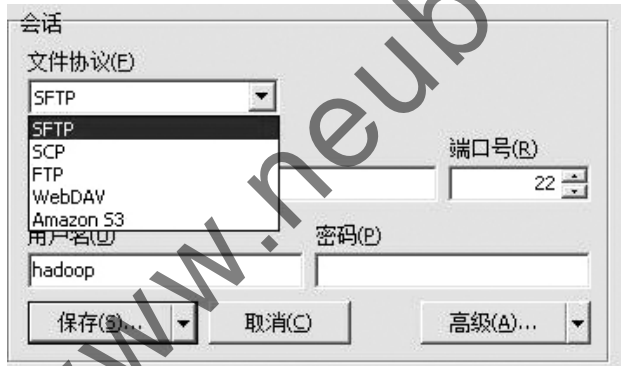 会话
文件协议(F)
SFTP
SFTP
SCP
FTP
WebDAV
Amazon S3
端口号(R)
22
用户名(U)
密码(P)
hadoop
保存(S)...
取消(C)
高级(A)...
www.neub